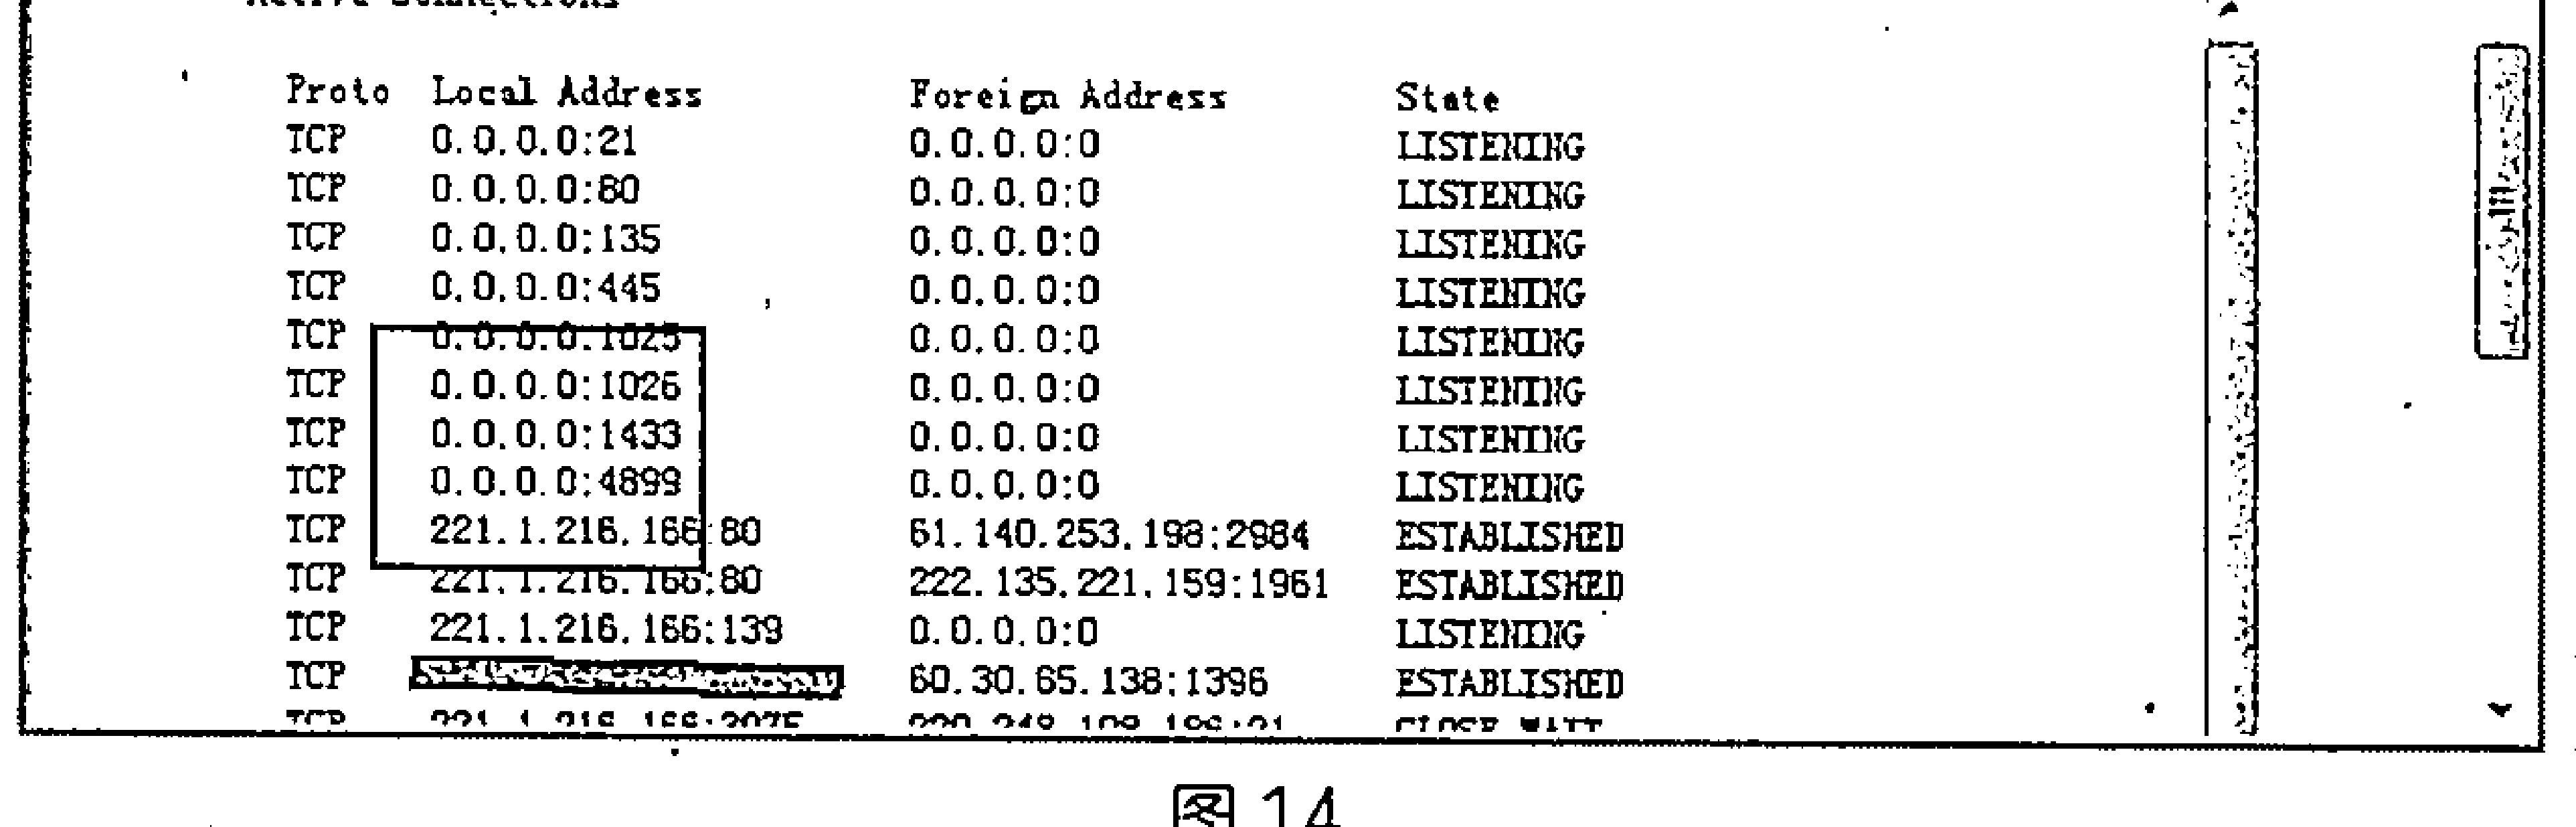 Active Connections
Proto Local Address Foreign Address State
TCP 0.0.0.0:21 0.0.0.0:0 LISTENING
TCP 0.0.0.0:80 0.0.0.0:0 LISTENING
TCP 0.0.0.0:135 0.0.0.0:0 LISTENING
TCP 0.0.0.0:445 0.0.0.0:0 LISTENING
TCP 0.0.0.0:1025 0.0.0.0:0 LISTENING
TCP 0.0.0.0:1026 0.0.0.0:0 LISTENING
TCP 0.0.0.0:1433 0.0.0.0:0 LISTENING
TCP 0.0.0.0:4899 0.0.0.0:0 LISTENING
TCP 221.1.216.166:80 61.140.253.198:2984 ESTABLISHED
TCP 221.1.216.166:80 222.135.221.159:1961 ESTABLISHED
TCP 221.1.216.166:139 0.0.0.0:0 LISTENING
TCP 60.30.65.138:1396 ESTABLISHED
TCP CLOSE_WAIT
图 14